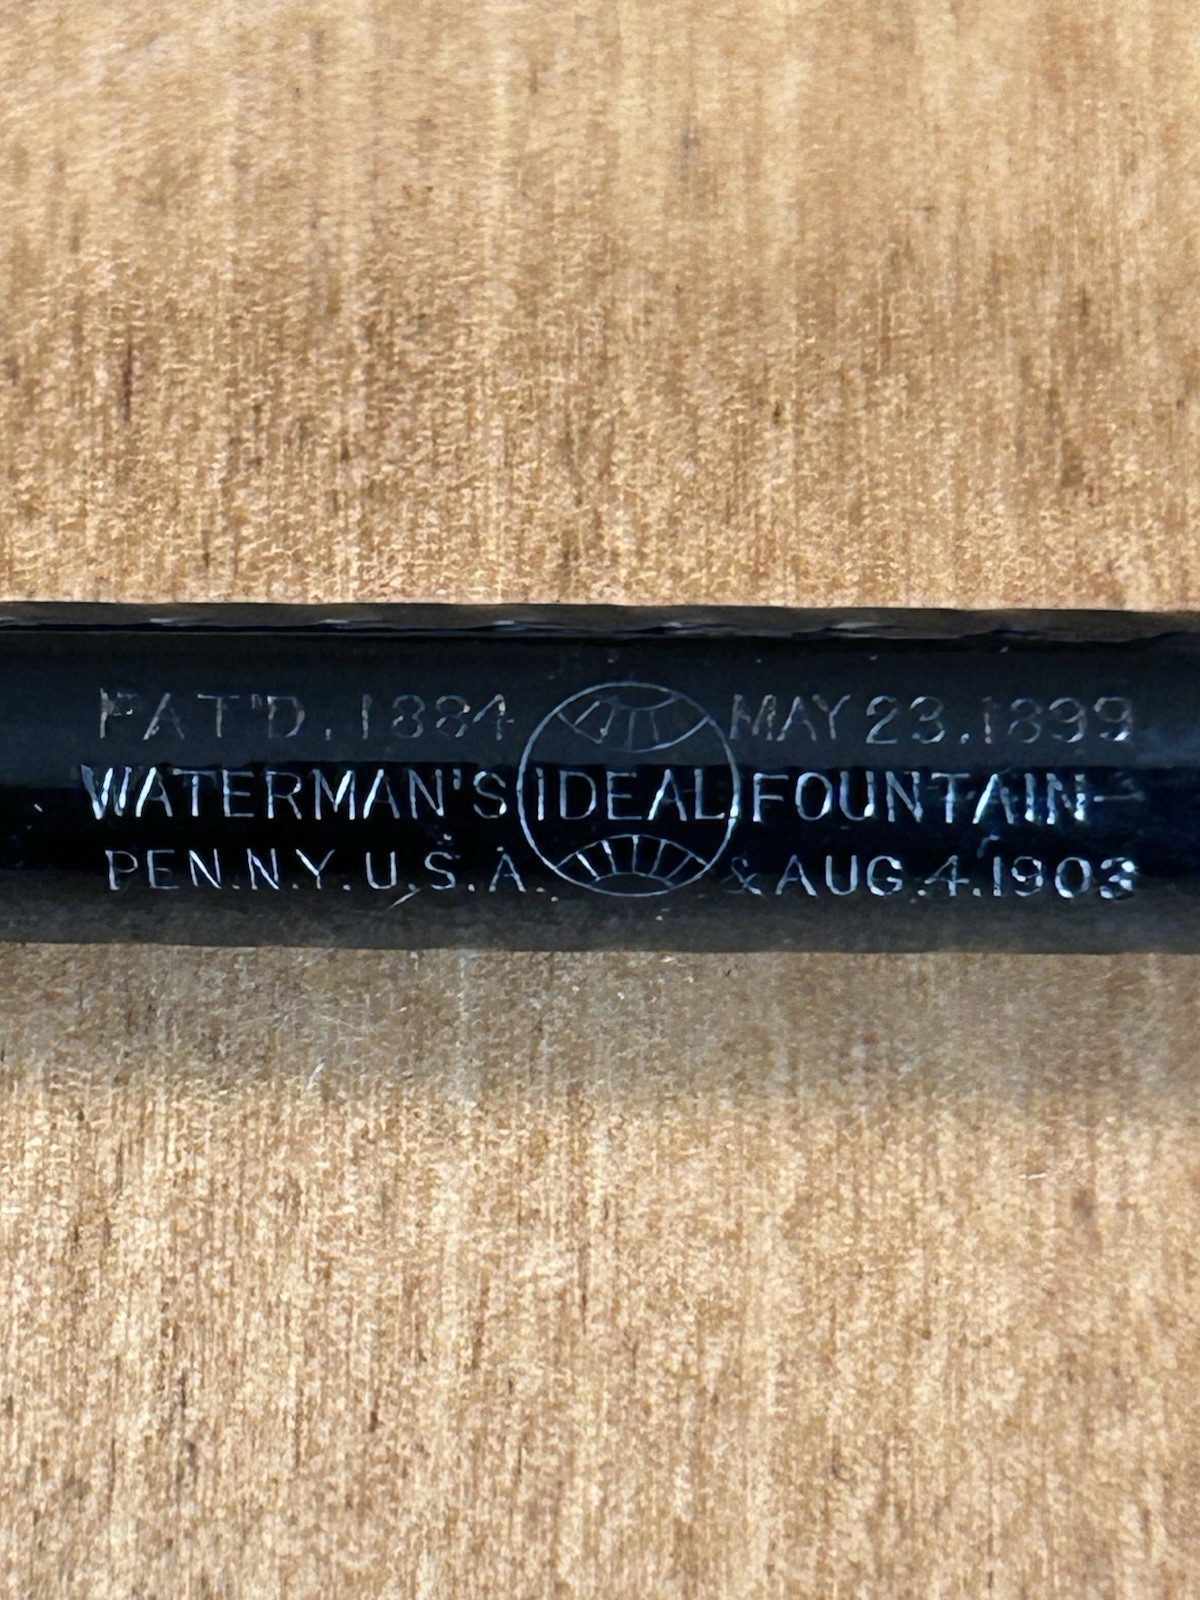 PAT'D. 1884 MAY 23. 1899
WATERMAN'S IDEAL FOUNTAIN
PEN. N.Y. U.S.A. & AUG. 4. 1903